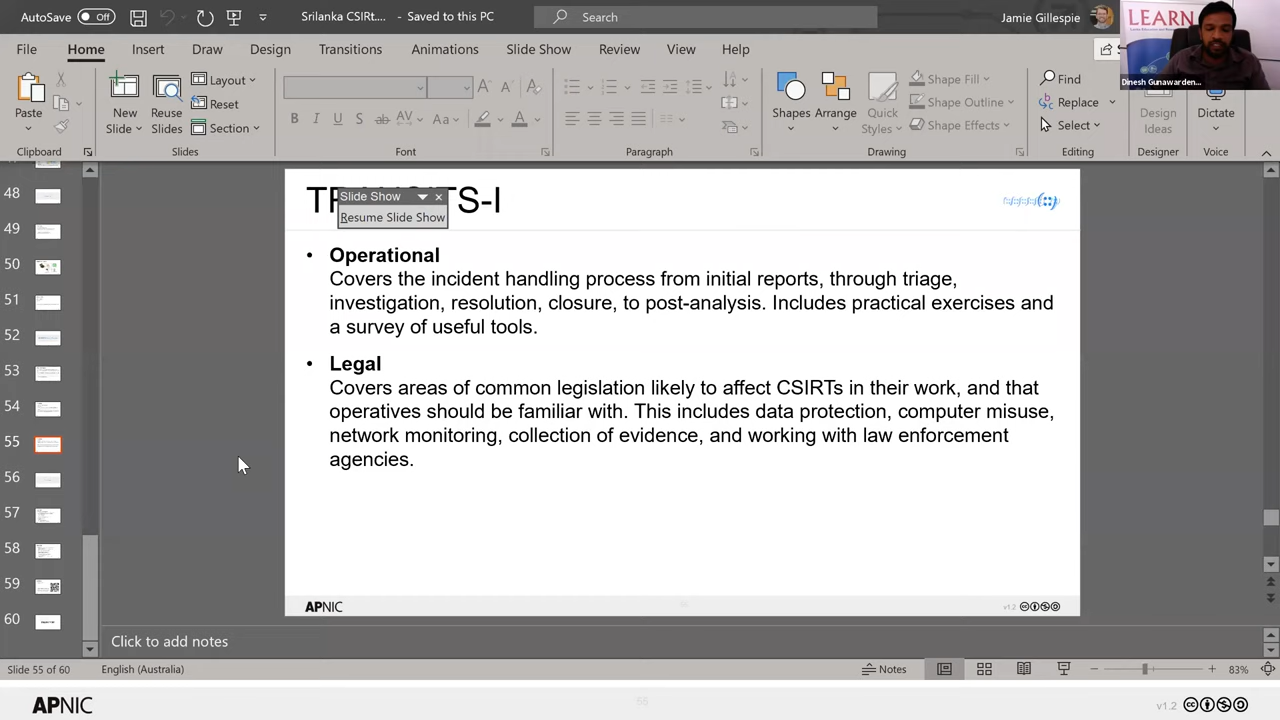 AutoSave Off Srilanka CSIRt.... - Saved to this PC Search Jamie Gillespie
LEARN
Dinesh Gunawarden...
File Home Insert Draw Design Transitions Animations Slide Show Review View Help
Paste
New Slide
Reuse Slides
Layout
Reset
Section
Shapes Arrange Quick Styles
Shape Fill
Shape Outline
Shape Effects
Find
Replace
Select
Design Ideas
Dictate
Clipboard Slides Font Paragraph Drawing Editing Designer Voice
48
49
50
51
52
53
54
55
56
57
58
59
60
Slide Show
Resume Slide Show
TRANSITS-I
• Operational
Covers the incident handling process from initial reports, through triage,
investigation, resolution, closure, to post-analysis. Includes practical exercises and
a survey of useful tools.
• Legal
Covers areas of common legislation likely to affect CSIRTs in their work, and that
operatives should be familiar with. This includes data protection, computer misuse,
network monitoring, collection of evidence, and working with law enforcement
agencies.
APNIC v1.2
Click to add notes
Slide 55 of 60 English (Australia) Notes 83%
APNIC 55 v1.2